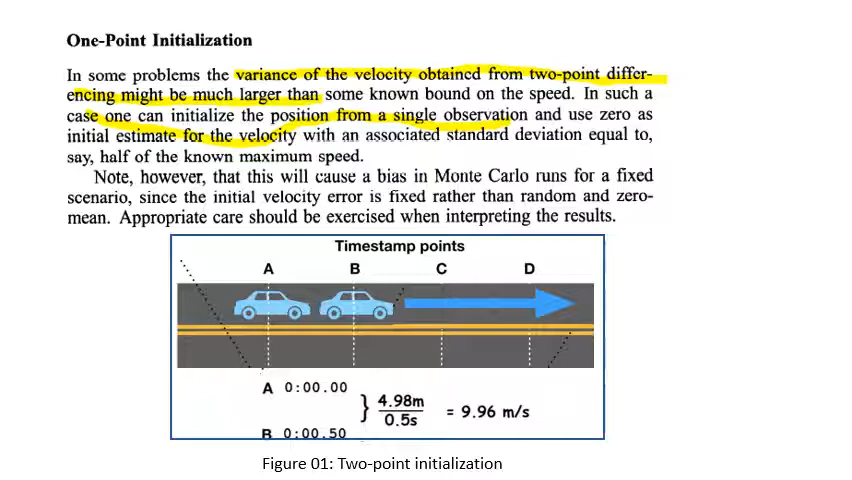 One-Point Initialization
In some problems the variance of the velocity obtained from two-point differ-
encing might be much larger than some known bound on the speed. In such a
case one can initialize the position from a single observation and use zero as
initial estimate for the velocity with an associated standard deviation equal to,
say, half of the known maximum speed.
Note, however, that this will cause a bias in Monte Carlo runs for a fixed
scenario, since the initial velocity error is fixed rather than random and zero-
mean. Appropriate care should be exercised when interpreting the results.
Timestamp points
A B C D
A 0:00.00
} 4.98m
0.5s
= 9.96 m/s
B 0:00.50
Figure 01: Two-point initialization